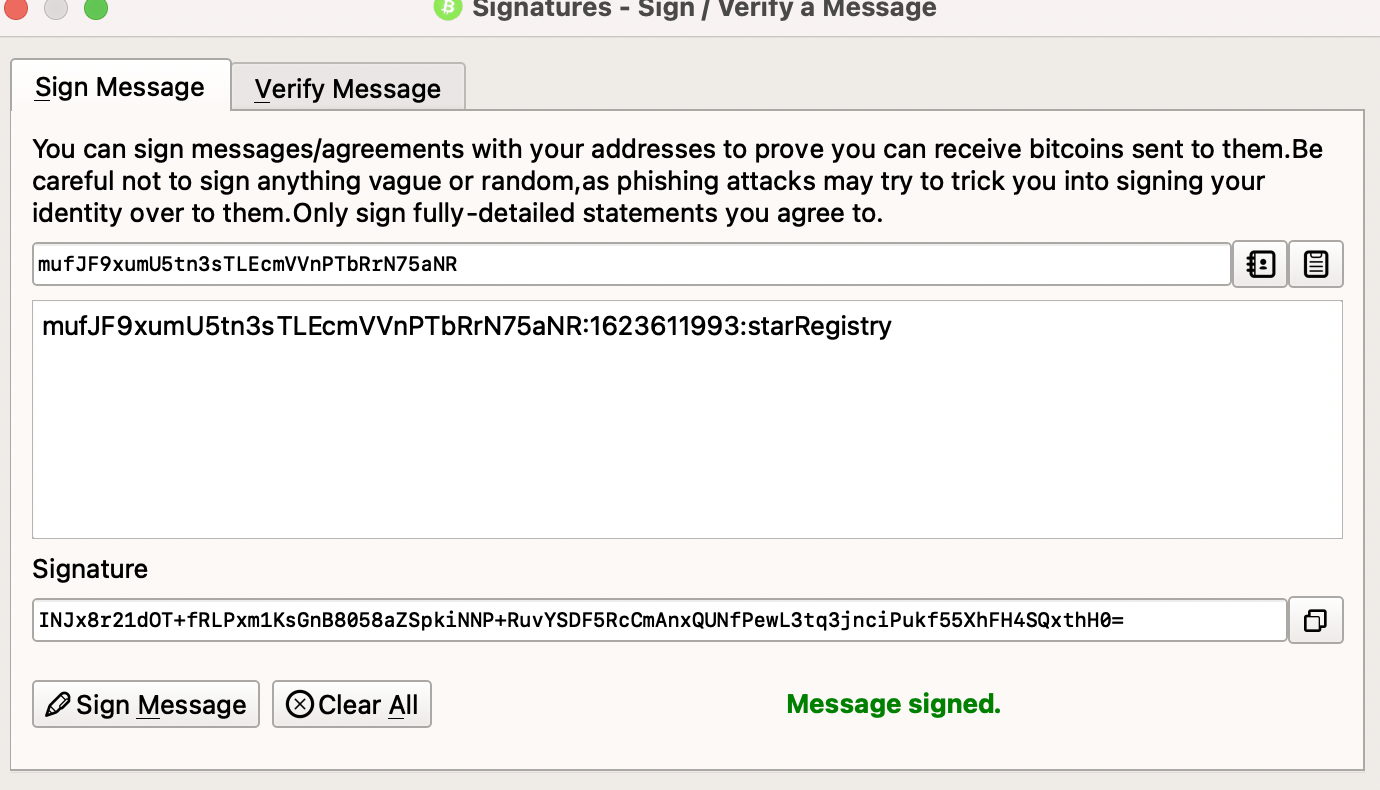 Signatures - Sign / Verify a Message
Sign Message
Verify Message
You can sign messages/agreements with your addresses to prove you can receive bitcoins sent to them.Be
careful not to sign anything vague or random,as phishing attacks may try to trick you into signing your
identity over to them.Only sign fully-detailed statements you agree to.
mufJF9xumU5tn3sTLEcmVVnPTbRrN75aNR
mufJF9xumU5tn3sTLEcmVVnPTbRrN75aNR:1623611993:starRegistry
Signature
INJx8r21dOT+fRLPxm1KsGnB8058aZSpkiNNP+RuvYSDF5RcCmAnxQUNfPewL3tq3jnciPukf55XhFH4SQxthH0=
Sign Message
Clear All
Message signed.